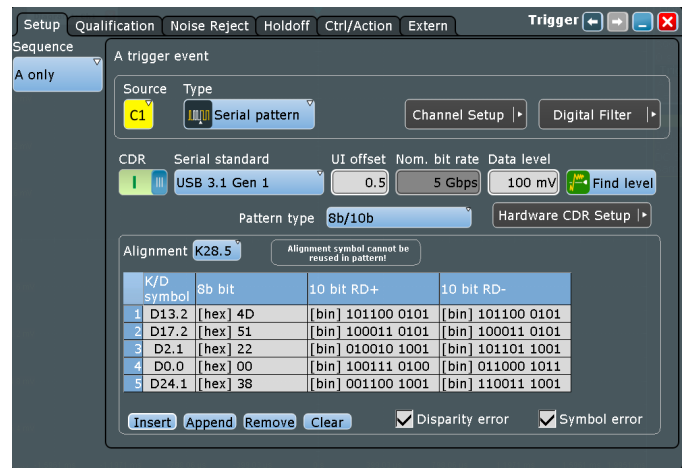 Setup Qualification Noise Reject Holdoff Ctrl/Action Extern Trigger
Sequence
A only
A trigger event
Source Type
C1 Serial pattern Channel Setup Digital Filter
CDR Serial standard UI offset Nom. bit rate Data level
I USB 3.1 Gen 1 0.5 5 Gbps 100 mV Find level
Pattern type 8b/10b Hardware CDR Setup
Alignment K28.5 Alignment symbol cannot be
reused in pattern!
K/D
symbol 8b bit 10 bit RD+ 10 bit RD-
1 D13.2 [hex] 4D [bin] 101100 0101 [bin] 101100 0101
2 D17.2 [hex] 51 [bin] 100011 0101 [bin] 100011 0101
3 D2.1 [hex] 22 [bin] 010010 1001 [bin] 101101 1001
4 D0.0 [hex] 00 [bin] 100111 0100 [bin] 011000 1011
5 D24.1 [hex] 38 [bin] 001100 1001 [bin] 110011 1001
Insert Append Remove Clear Disparity error Symbol error